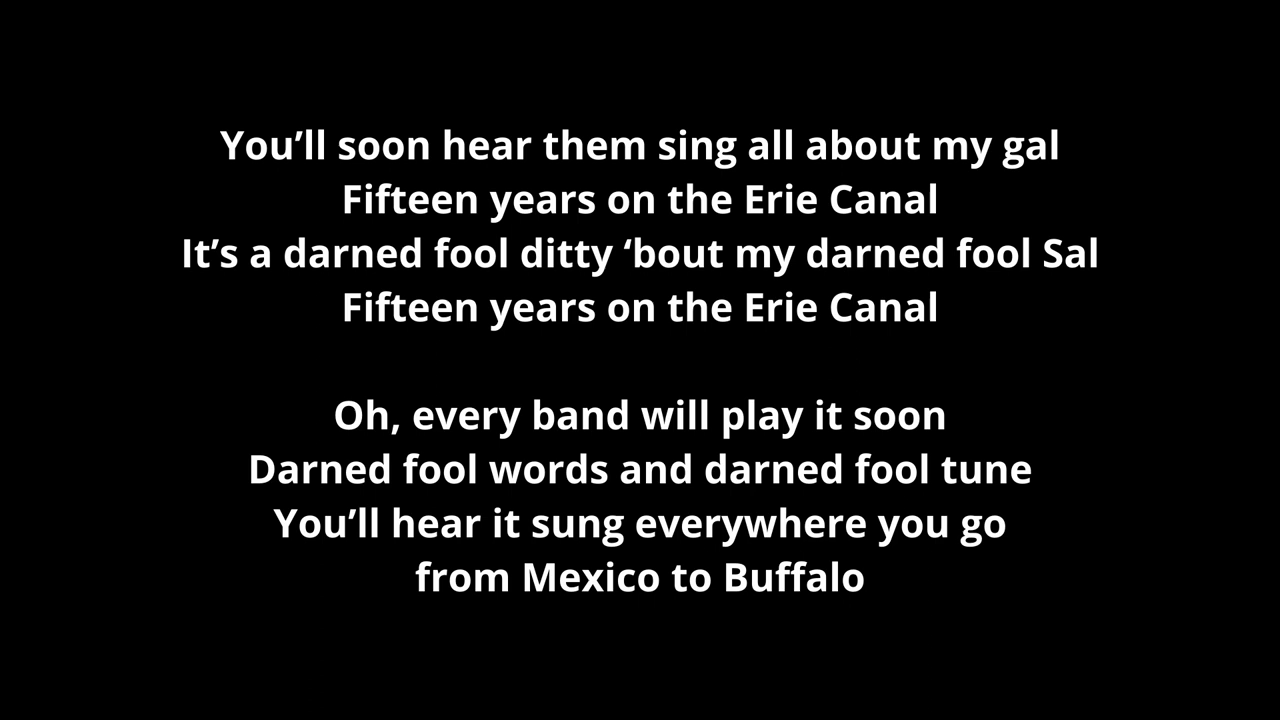 You’ll soon hear them sing all about my gal
Fifteen years on the Erie Canal
It’s a darned fool ditty ‘bout my darned fool Sal
Fifteen years on the Erie Canal
Oh, every band will play it soon
Darned fool words and darned fool tune
You’ll hear it sung everywhere you go
from Mexico to Buffalo